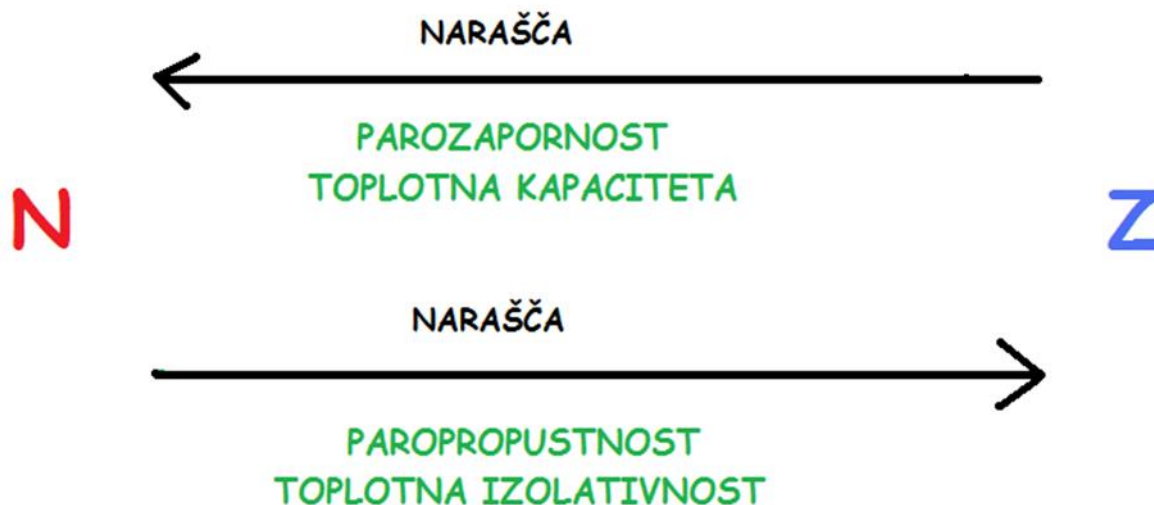 NARAŠČA
PAROZAPORNOST
TOPLOTNA KAPACITETA
N
Z
NARAŠČA
PAROPROPUSTNOST
TOPLOTNA IZOLATIVNOST